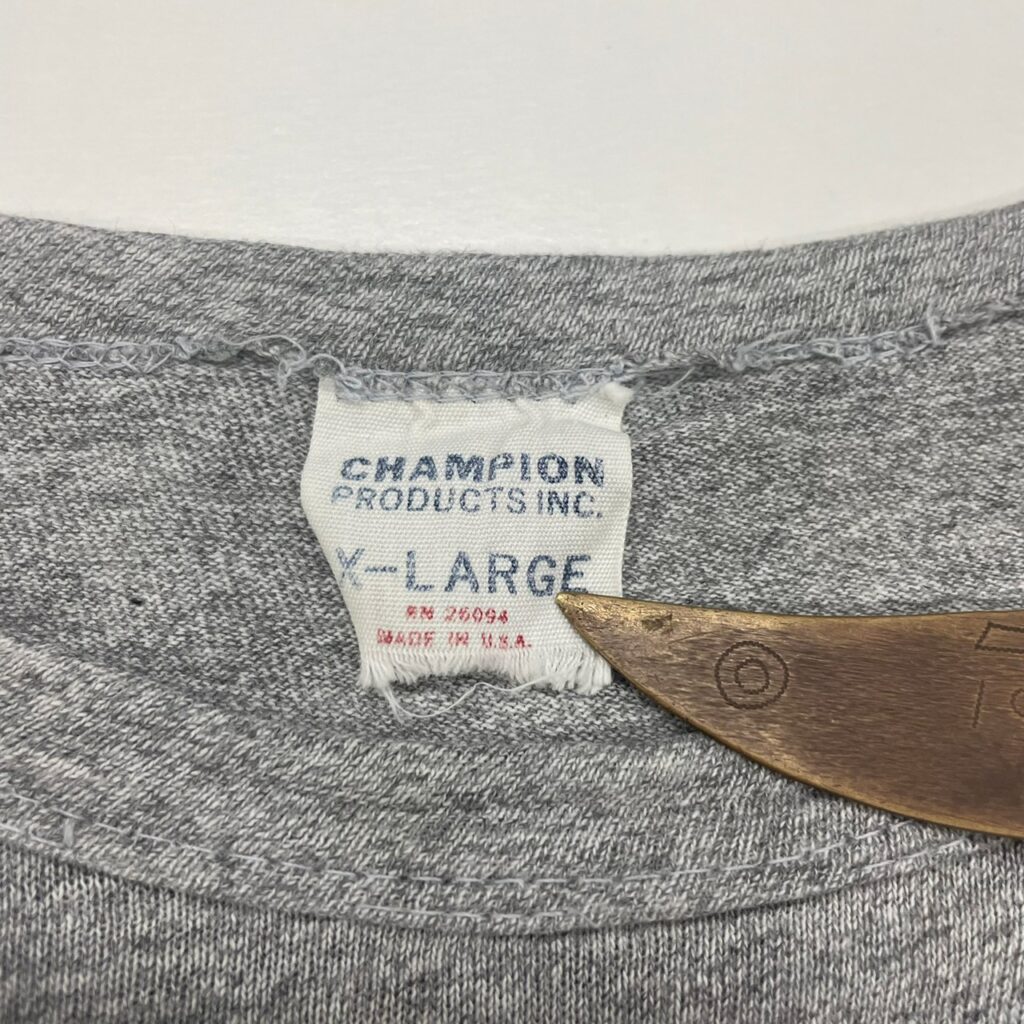 CHAMPION
PRODUCTS INC.
X-LARGE
RN 26094
MADE IN U.S.A.